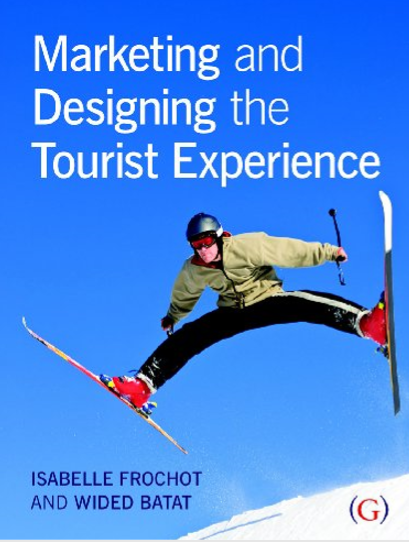 Marketing and
Designing the
Tourist Experience
ISABELLE FROCHOT
AND WIDED BATAT
(G)